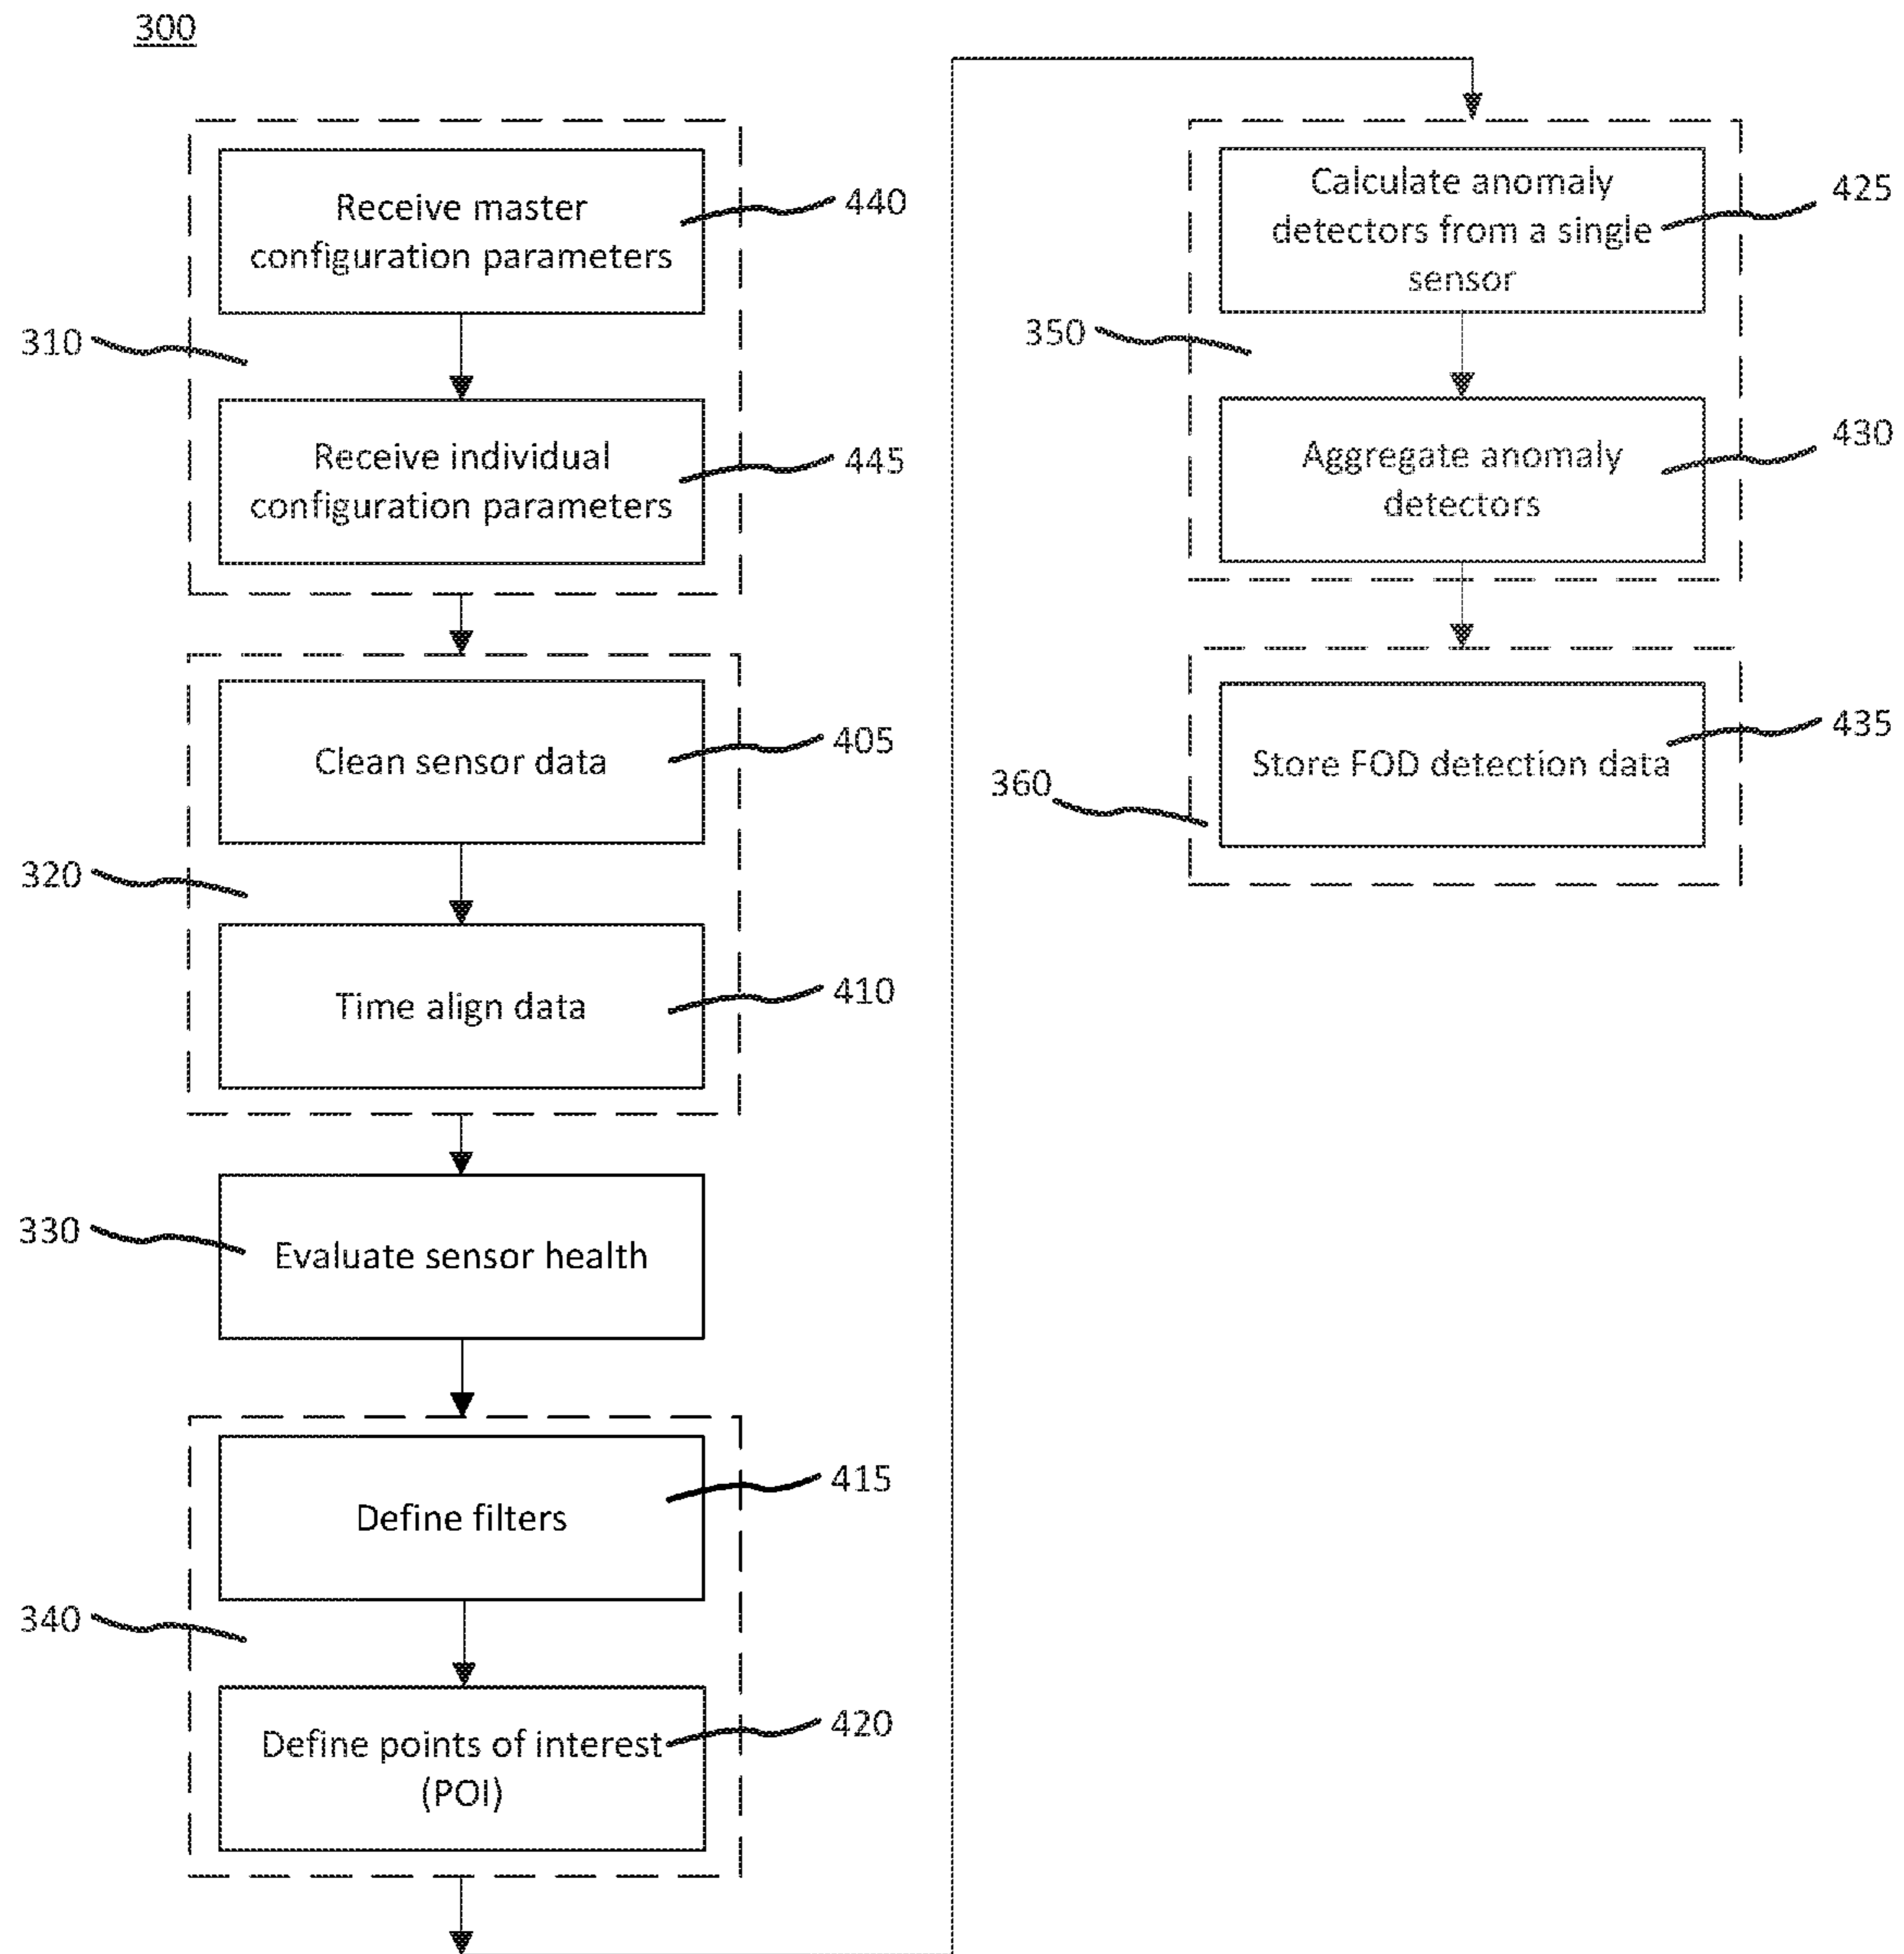 300
Receive master
configuration parameters
440
310
Receive individual
configuration parameters
445
Clean sensor data
405
320
Time align data
410
330
Evaluate sensor health
Define filters
415
340
Define points of interest
(POI)
420
Calculate anomaly
detectors from a single
sensor
425
350
Aggregate anomaly
detectors
430
Store FOD detection data
435
360